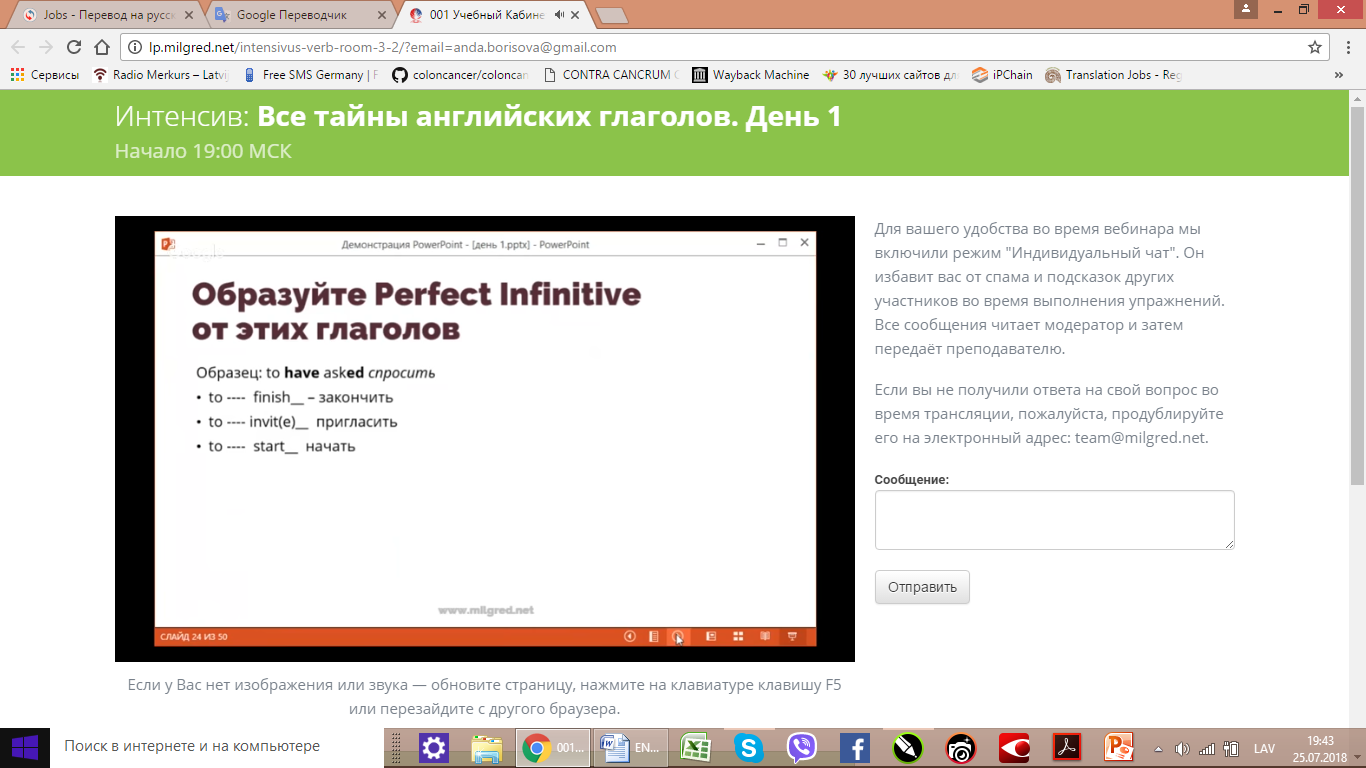 Jobs - Перевод на русск
Google Переводчик
001 Учебный Кабине
lp.milgred.net/intensivus-verb-room-3-2/?email=anda.borisova@gmail.com
Сервисы
Radio Merkurs – Latvij
Free SMS Germany | F
coloncancer/coloncan
CONTRA CANCRUM C
Wayback Machine
30 лучших сайтов дл
iPChain
Translation Jobs - Reg
»
Интенсив: Все тайны английских глаголов. День 1
Начало 19:00 МСК
Демонстрация PowerPoint - [день 1.pptx] - PowerPoint
Образуйте Perfect Infinitive
от этих глаголов
Образец: to have asked спросить
• to ---- finish__ – закончить
• to ---- invit(e)__ пригласить
• to ---- start__ начать
www.milgred.net
СЛАЙД 24 ИЗ 50
Если у Вас нет изображения или звука — обновите страницу, нажмите на клавиатуре клавишу F5
или перезайдите с другого браузера.
Для вашего удобства во время вебинара мы
включили режим "Индивидуальный чат". Он
избавит вас от спама и подсказок других
участников во время выполнения упражнений.
Все сообщения читает модератор и затем
передаёт преподавателю.
Если вы не получили ответа на свой вопрос во
время трансляции, пожалуйста, продублируйте
его на электронный адрес: team@milgred.net.
Сообщение:
Отправить
Поиск в интернете и на компьютере
001...
EN...
LAV
19:43
25.07.2018